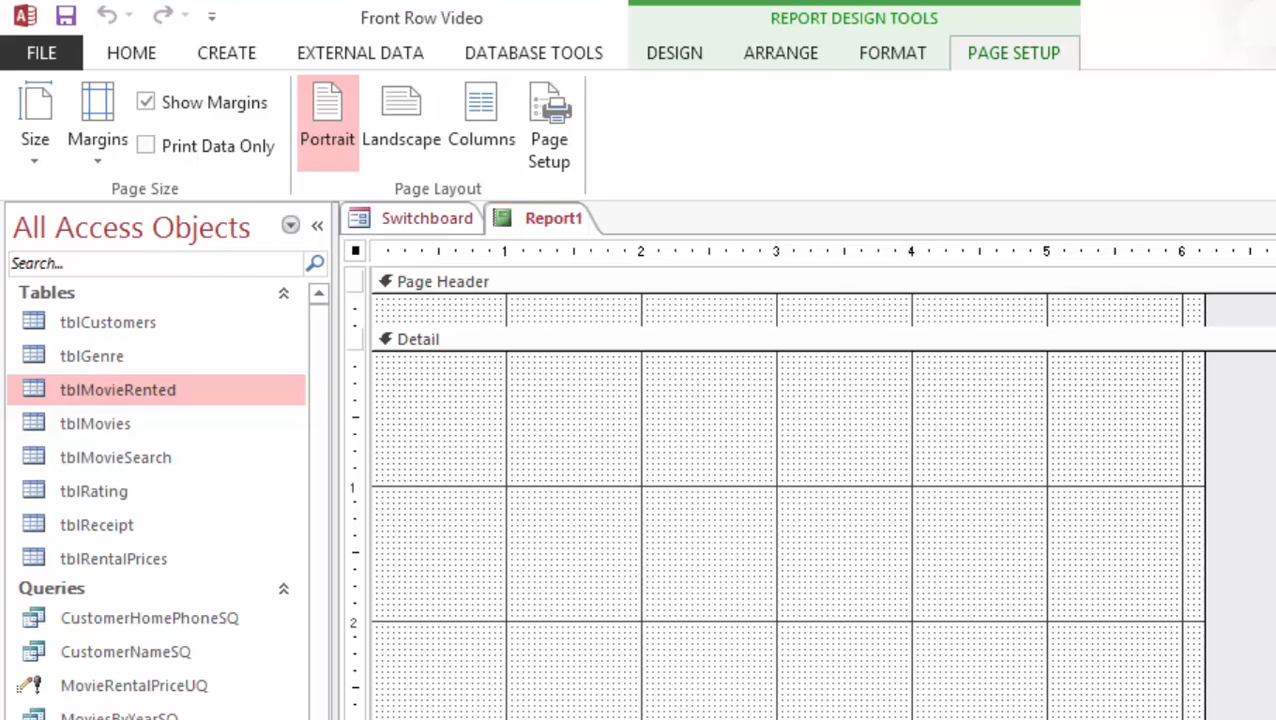 Front Row Video
REPORT DESIGN TOOLS
FILE HOME CREATE EXTERNAL DATA DATABASE TOOLS DESIGN ARRANGE FORMAT PAGE SETUP
Size
Margins
Show Margins
Print Data Only
Portrait
Landscape
Columns
Page
Setup
Page Size
Page Layout
All Access Objects
Search...
Tables
tblCustomers
tblGenre
tblMovieRented
tblMovies
tblMovieSearch
tblRating
tblReceipt
tblRentalPrices
Queries
CustomerHomePhoneSQ
CustomerNameSQ
MovieRentalPriceUQ
MoviesByYearSQ
Switchboard Report1
1 2 3 4 5 6
Page Header
Detail
1
2